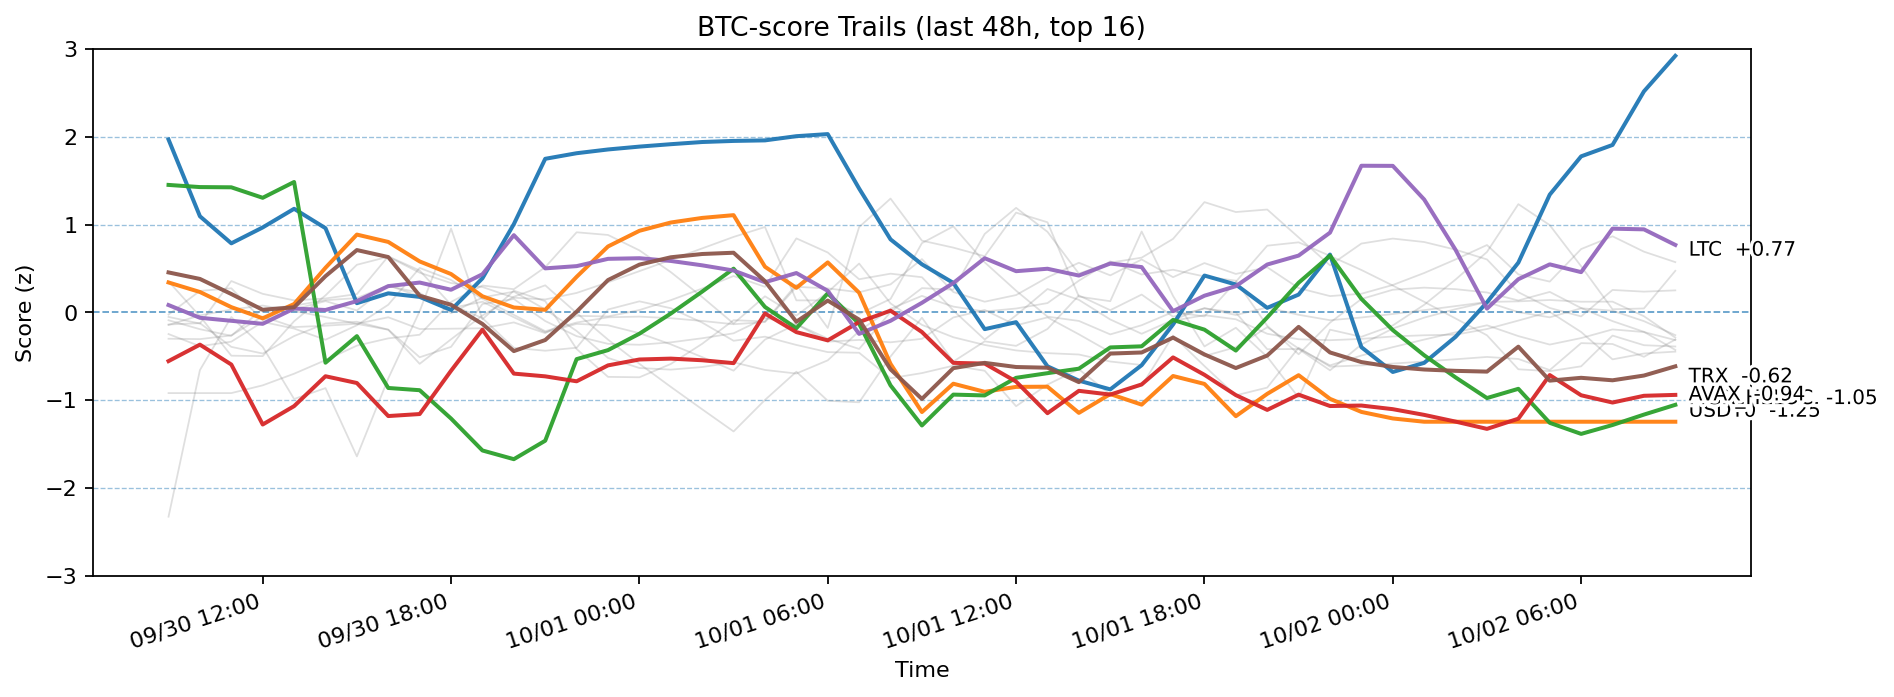 BTC-score Trails (last 48h, top 16)
3
2
1
0
−1
−2
−3
Score (z)
LTC +0.77
TRX -0.62
AVAX -0.94
-1.05
-1.25
09/30 12:00
09/30 18:00
10/01 00:00
10/01 06:00
10/01 12:00
10/01 18:00
10/02 00:00
10/02 06:00
Time